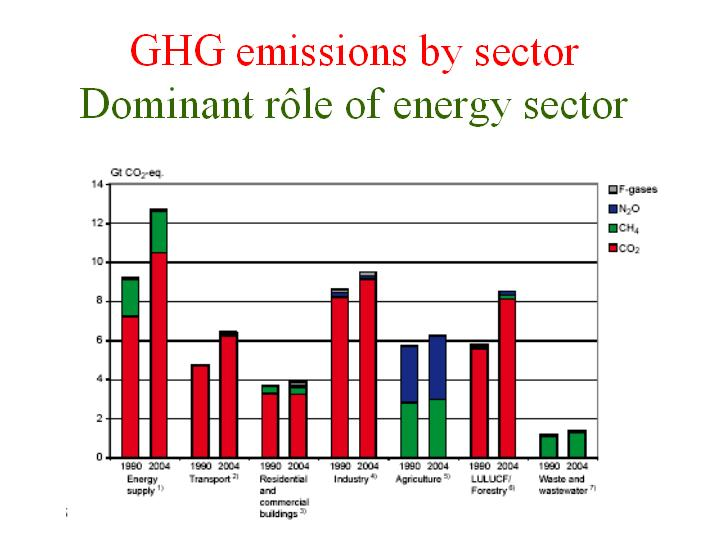 GHG emissions by sector
Dominant rôle of energy sector
Gt CO₂-eq.
14
12
10
8
6
4
2
0
F-gases
N₂O
CH₄
CO₂
1990 2004 1990 2004 1990 2004 1990 2004 1990 2004 1990 2004 1990 2004
Energy supply ¹⁾
Transport ²⁾
Residential and commercial buildings ³⁾
Industry ⁴⁾
Agriculture ⁵⁾
LULUCF/ Forestry ⁶⁾
Waste and wastewater ⁷⁾